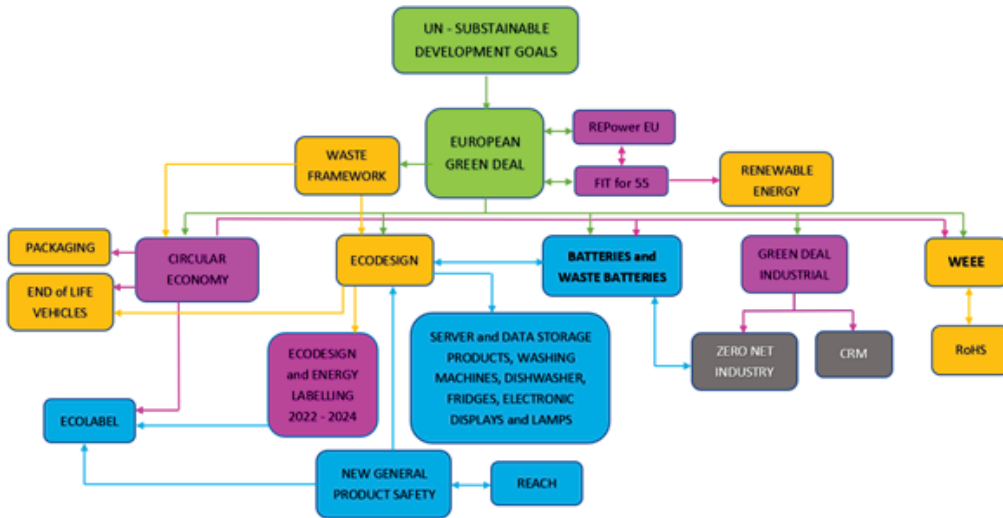 UN - SUBSTAINABLE
DEVELOPMENT GOALS
EUROPEAN
GREEN DEAL
REPower EU
FIT for 55
RENEWABLE
ENERGY
WASTE
FRAMEWORK
PACKAGING
END of LIFE
VEHICLES
CIRCULAR
ECONOMY
ECODESIGN
BATTERIES and
WASTE BATTERIES
GREEN DEAL
INDUSTRIAL
WEEE
ECODESIGN
and ENERGY
LABELLING
2022 - 2024
SERVER and DATA STORAGE
PRODUCTS, WASHING
MACHINES, DISHWASHER,
FRIDGES, ELECTRONIC
DISPLAYS and LAMPS
ZERO NET
INDUSTRY
CRM
RoHS
ECOLABEL
NEW GENERAL
PRODUCT SAFETY
REACH